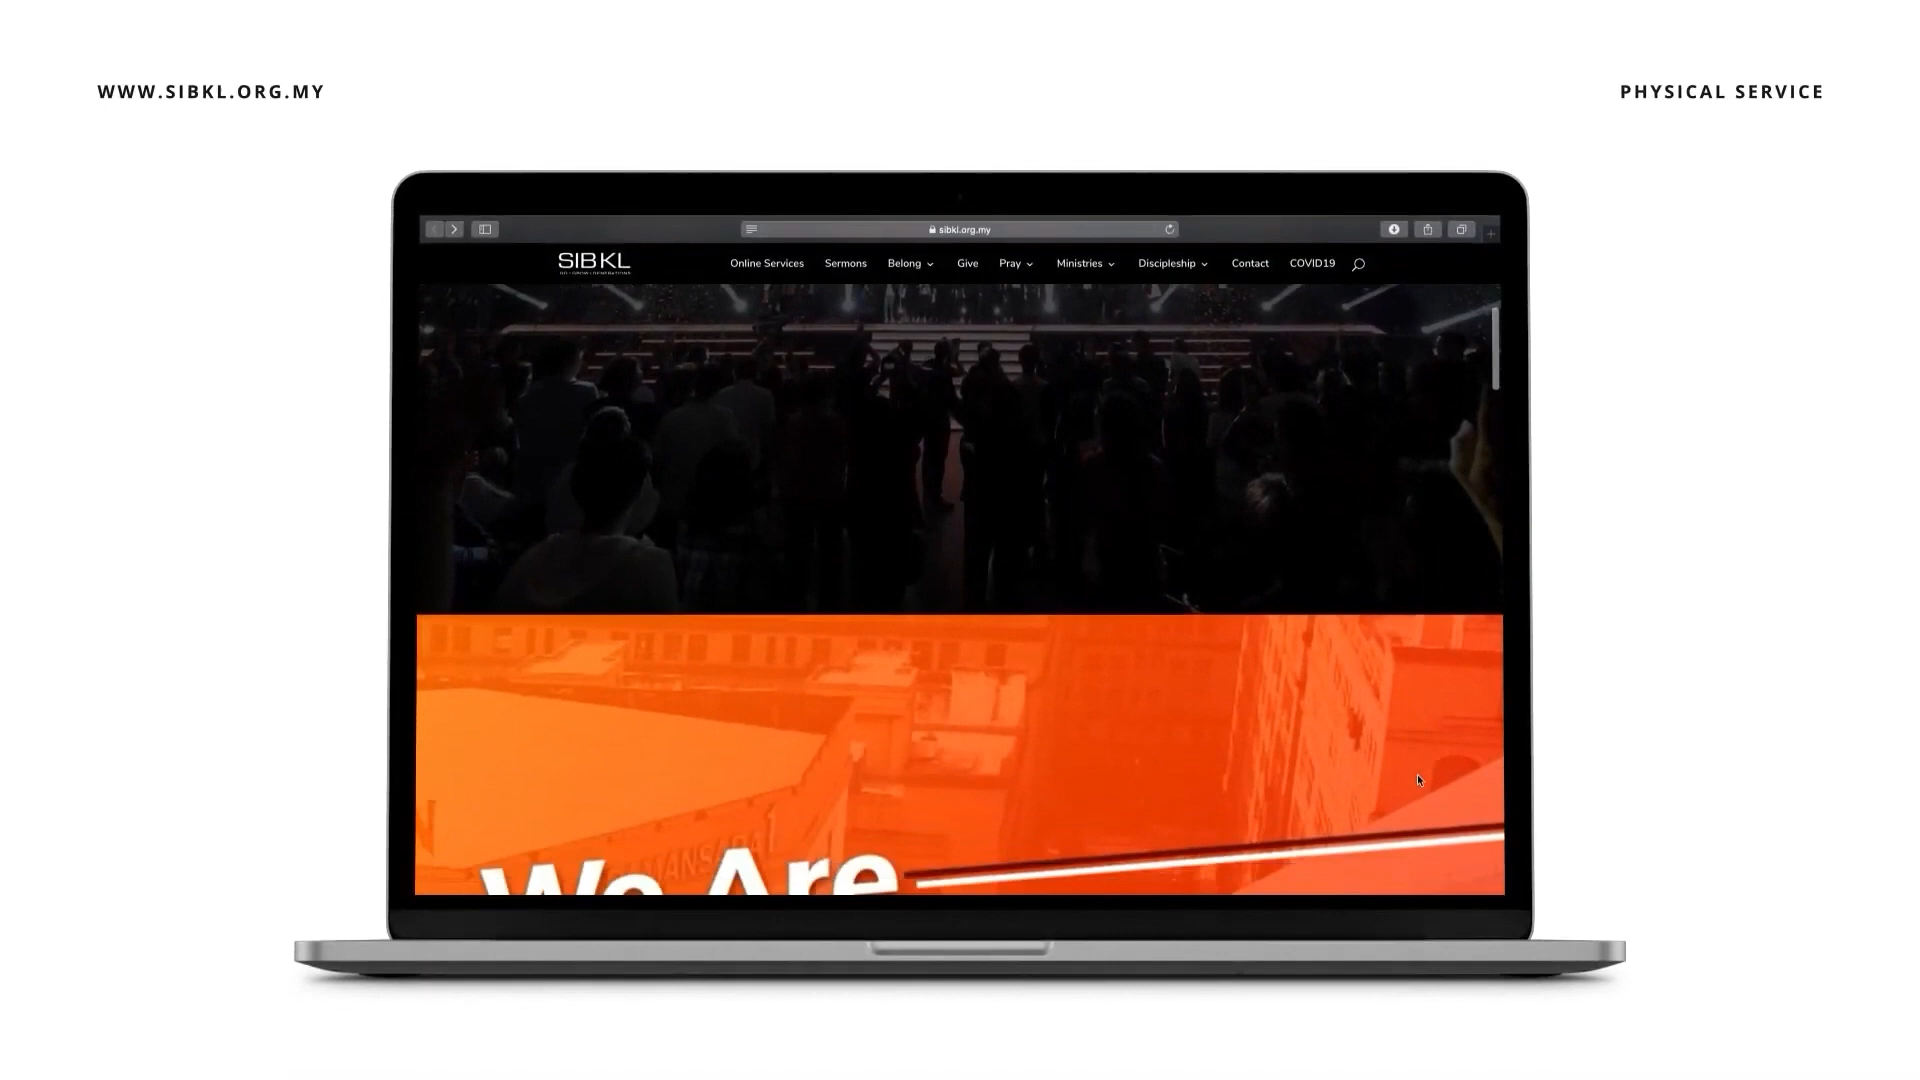 WWW.SIBKL.ORG.MY
PHYSICAL SERVICE
sibkl.org.my
SIBKL
Online Services Sermons Belong Give Pray Ministries Discipleship Contact COVID19
We Are